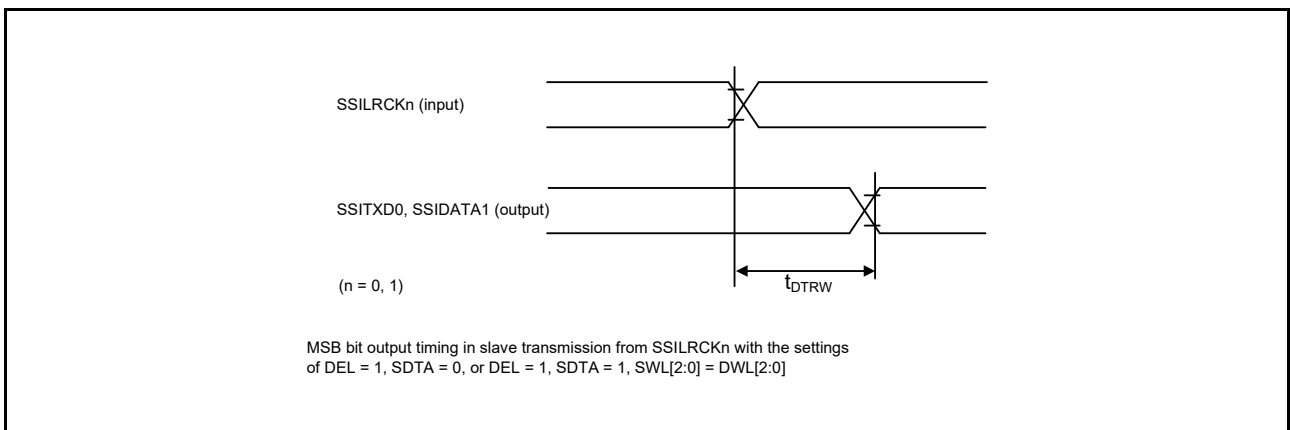 SSILRCKn (input)
SSITXD0, SSIDATA1 (output)
(n = 0, 1)
tDTRW
MSB bit output timing in slave transmission from SSILRCKn with the settings
of DEL = 1, SDTA = 0, or DEL = 1, SDTA = 1, SWL[2:0] = DWL[2:0]